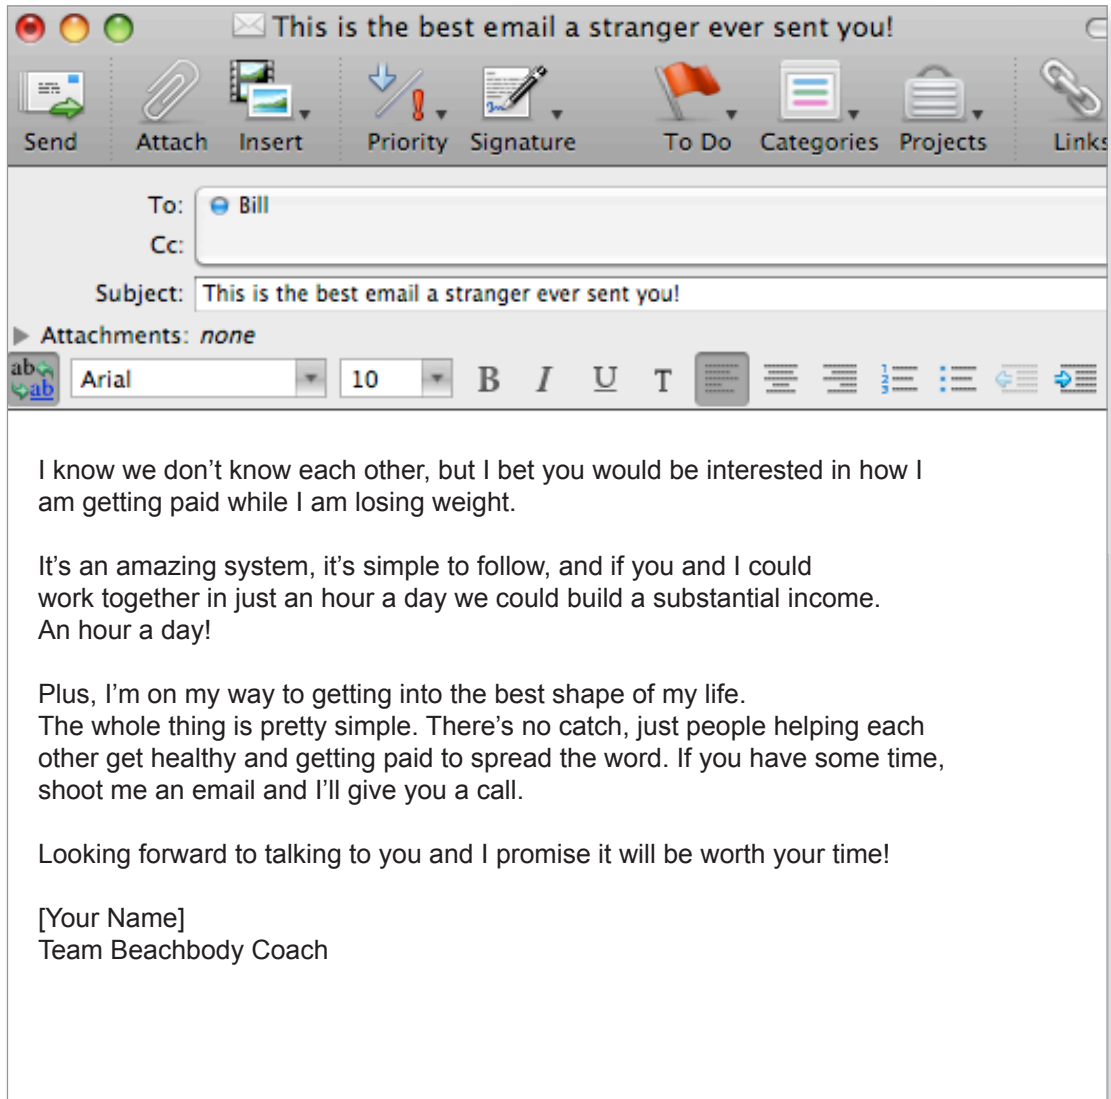 This is the best email a stranger ever sent you!
Send Attach Insert Priority Signature To Do Categories Projects Links
To: Bill
Cc:
Subject: This is the best email a stranger ever sent you!
Attachments: none
abc ab Arial 10 B I U T
I know we don’t know each other, but I bet you would be interested in how I
am getting paid while I am losing weight.
It’s an amazing system, it’s simple to follow, and if you and I could
work together in just an hour a day we could build a substantial income.
An hour a day!
Plus, I’m on my way to getting into the best shape of my life.
The whole thing is pretty simple. There’s no catch, just people helping each
other get healthy and getting paid to spread the word. If you have some time,
shoot me an email and I’ll give you a call.
Looking forward to talking to you and I promise it will be worth your time!
[Your Name]
Team Beachbody Coach